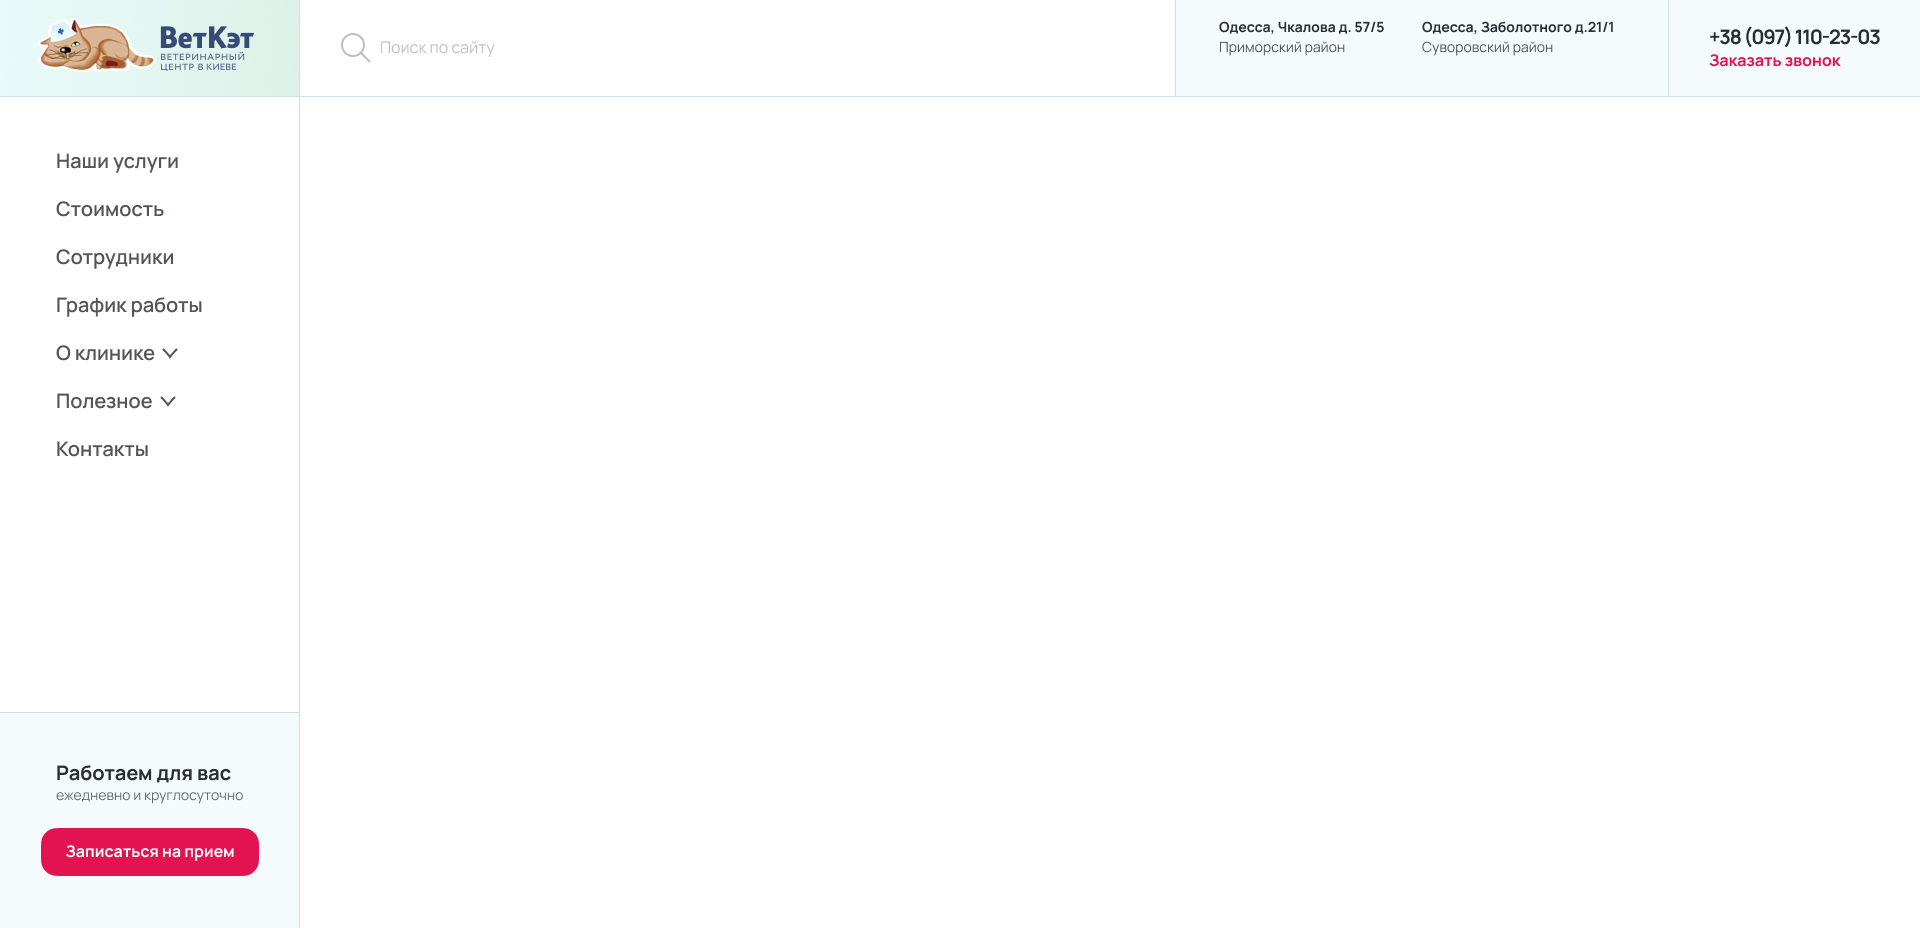 ВетКэт
ВЕТЕРИНАРНЫЙ
ЦЕНТР В КИЕВЕ
Поиск по сайту
Одесса, Чкалова д. 57/5
Приморский район
Одесса, Заболотного д.21/1
Суворовский район
+38 (097) 110-23-03
Заказать звонок
Наши услуги
Стоимость
Сотрудники
График работы
О клинике
Полезное
Контакты
Работаем для вас
ежедневно и круглосуточно
Записаться на прием